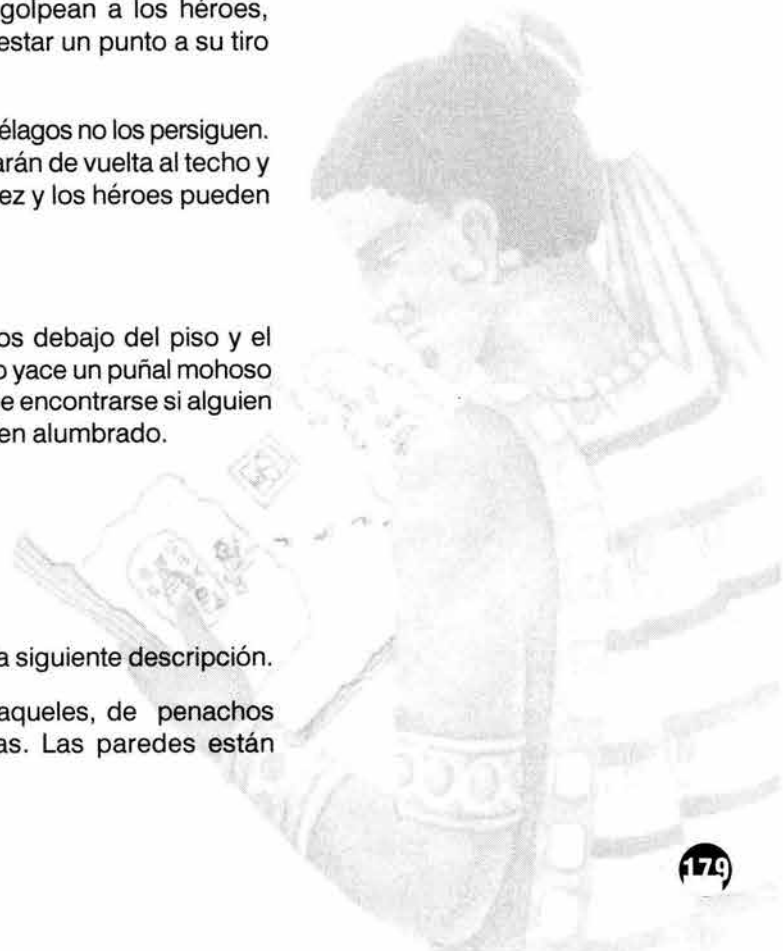 golpean a los héroes,
estar un punto a su tiro
élagos no los persiguen.
arán de vuelta al techo y
ez y los héroes pueden
os debajo del piso y el
o yace un puñal mohoso
e encontrarse si alguien
en alumbrado.
a siguiente descripción.
aqueles, de penachos
as. Las paredes están
179